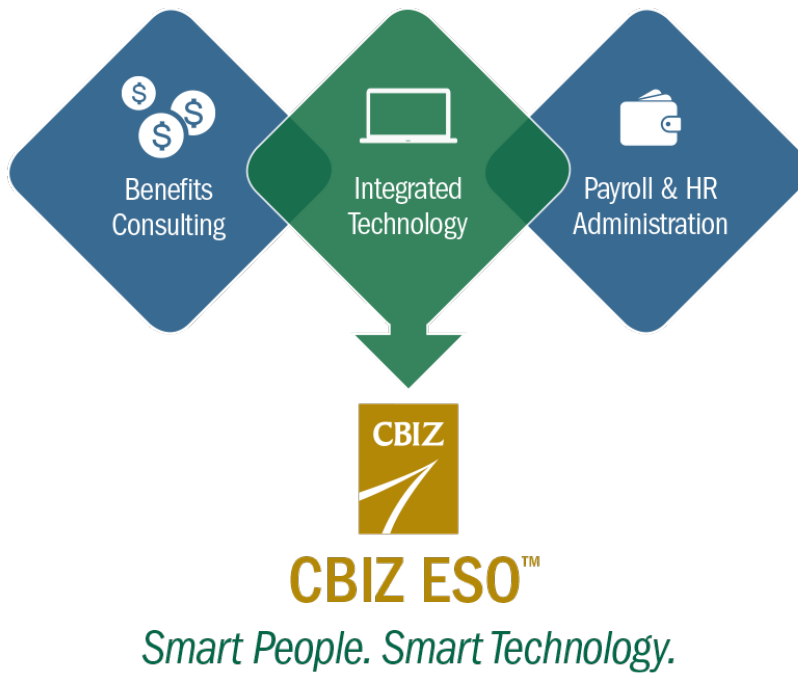 Benefits
Consulting
Integrated
Technology
Payroll & HR
Administration
CBIZ
CBIZ ESO™
Smart People. Smart Technology.